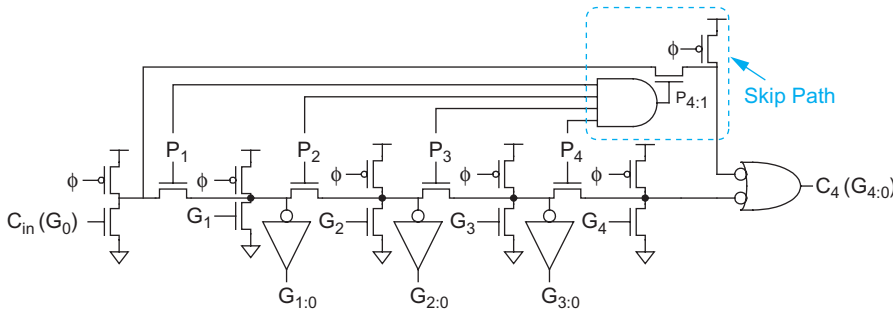 ϕ
ϕ
P4:1
Skip Path
P1
P2
P3
P4
ϕ
ϕ
ϕ
ϕ
ϕ
Cin (G0)
G1
G2
G3
G4
C4 (G4:0)
G1:0
G2:0
G3:0